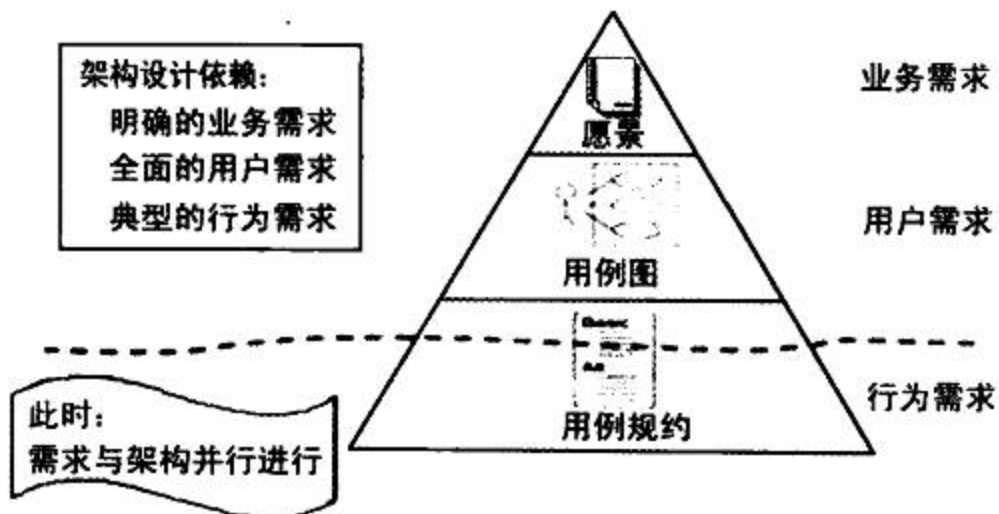 架构设计依赖：
明确的业务需求
全面的用户需求
典型的行为需求
业务需求
愿景
用户需求
用例图
行为需求
用例规约
此时：
需求与架构并行进行